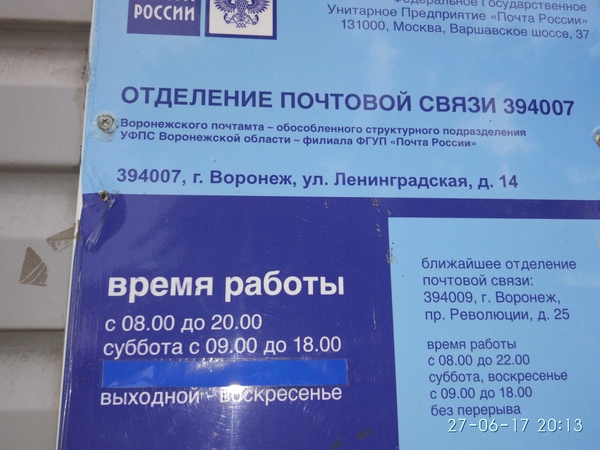 РОССИИ
Федеральное Государственное
Унитарное Предприятие «Почта России»
131000, Москва, Варшавское шоссе, 37
ОТДЕЛЕНИЕ ПОЧТОВОЙ СВЯЗИ 394007
Воронежского почтамта – обособленного структурного подразделения
УФПС Воронежской области – филиала ФГУП «Почта России»
394007, г. Воронеж, ул. Ленинградская, д. 14
время работы
с 08.00 до 20.00
суббота с 09.00 до 18.00
выходной - воскресенье
ближайшее отделение
почтовой связи:
394009, г. Воронеж,
пр. Революции, д. 25
время работы
с 08.00 до 22.00
суббота, воскресенье
с 09.00 до 18.00
без перерыва
27-06-17 20:13